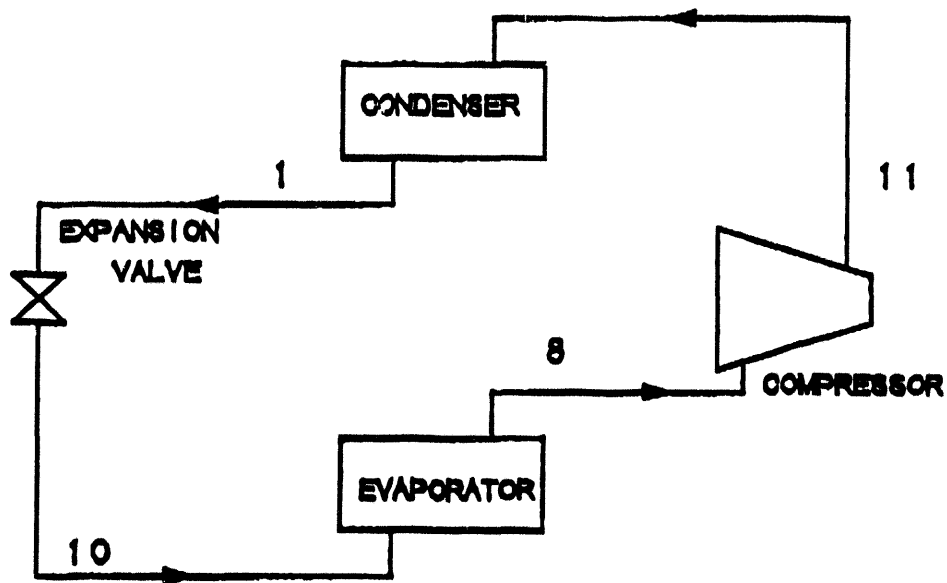 CONDENSER
1
11
EXPANSION
VALVE
8
COMPRESSOR
EVAPORATOR
10